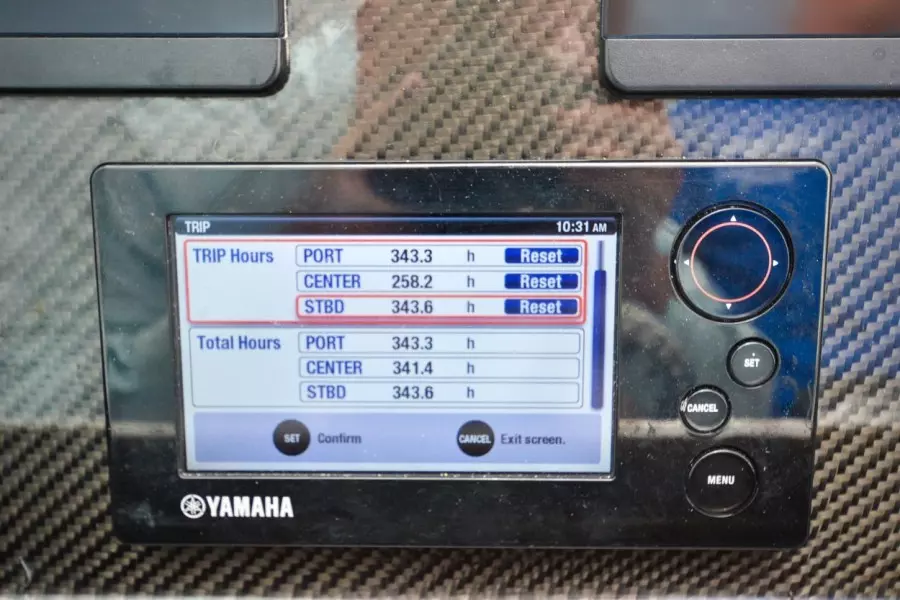 TRIP 10:31 AM
TRIP Hours PORT 343.3 h Reset
CENTER 258.2 h Reset
STBD 343.6 h Reset
Total Hours PORT 343.3 h
CENTER 341.4 h
STBD 343.6 h
SET Confirm CANCEL Exit screen.
YAMAHA
SET
CANCEL
MENU